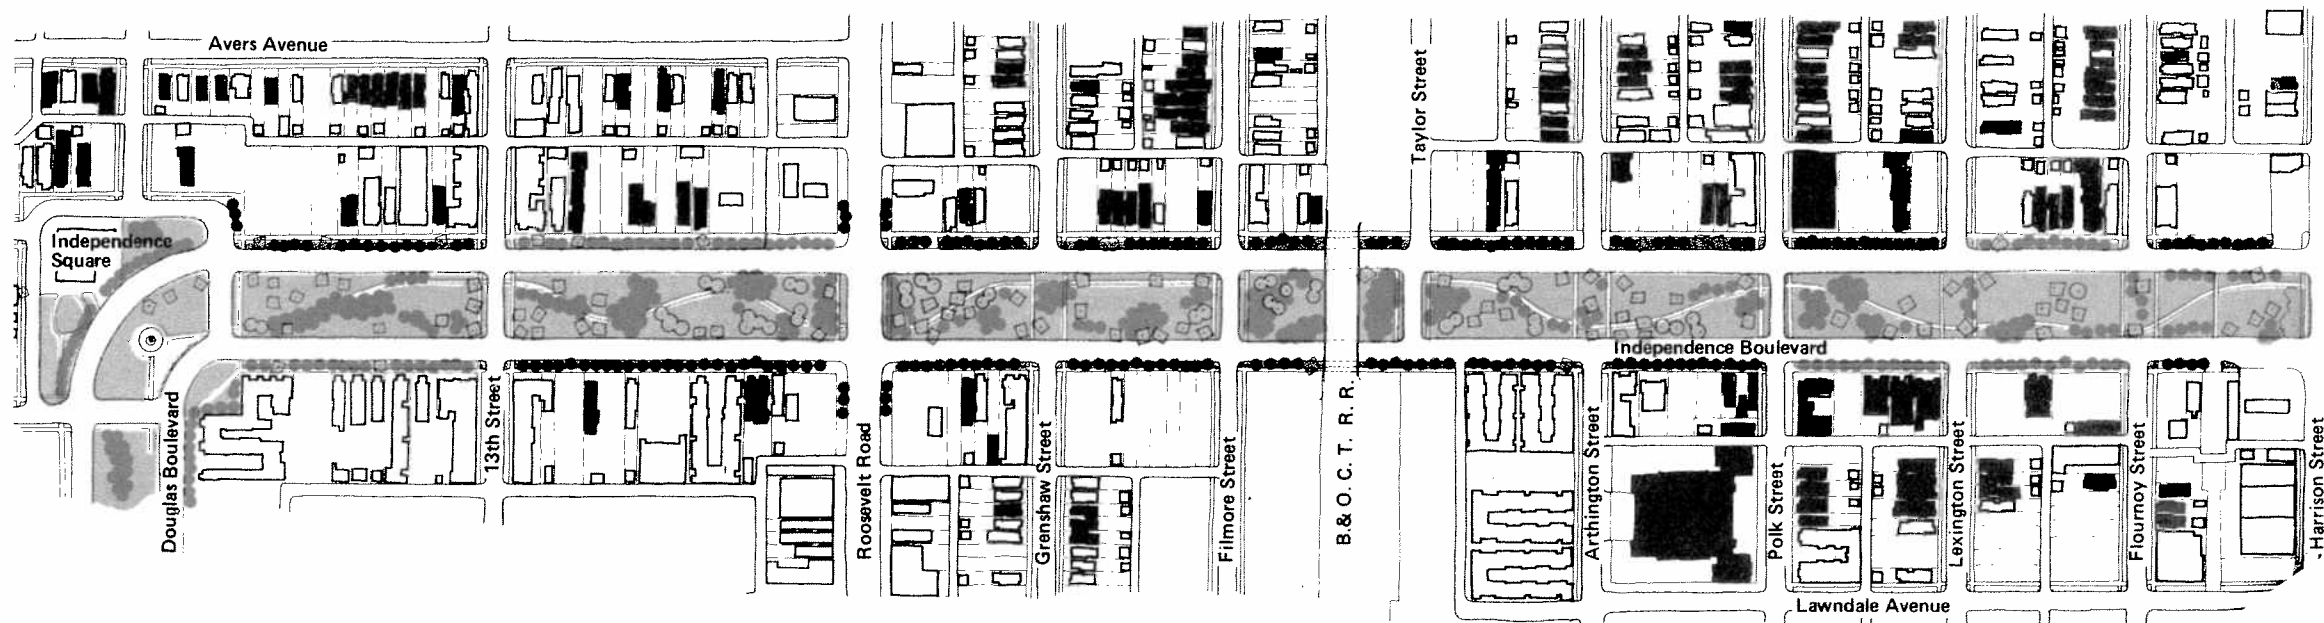 Avers Avenue
Taylor Street
Independence
Square
Independence Boulevard
Douglas Boulevard
13th Street
Roosevelt Road
Grenshaw Street
Filmore Street
B.& O. C. T. R. R.
Arthington Street
Polk Street
Lexington Street
Flournoy Street
Harrison Street
Lawndale Avenue